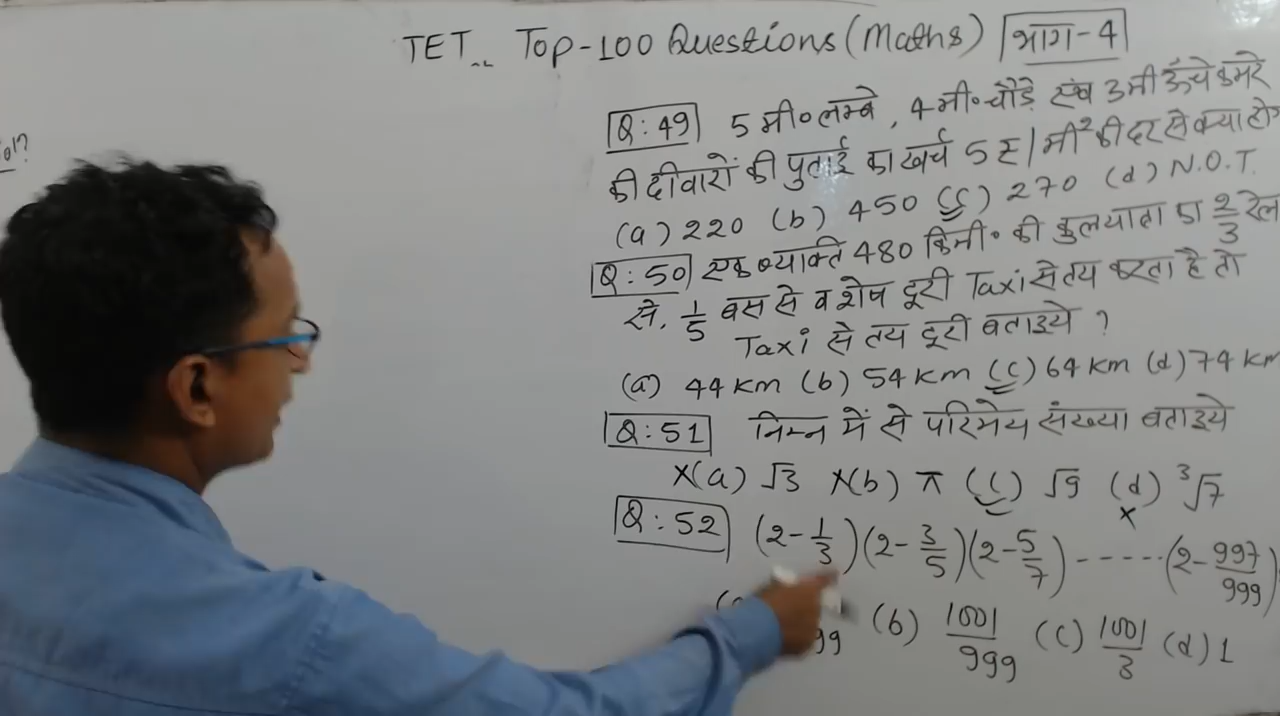 TET.. Top-100 Questions (Maths) भाग-4
Q:49 5 मी० लम्बे, 4 मी० चौड़े एवं 3 मी ऊँचे कमरे
की दीवारों की पुताई का खर्च 5 रु/मी² की दर से क्या
(a) 220 (b) 450 (c) 270 (d) N.O.T.
Q:50 एक व्यक्ति 480 किमी० की कुल यात्रा का 2/3 रेल
से, 1/5 बस से व शेष दूरी Taxi से तय करता है तो
Taxi से तय दूरी बताइये ?
(a) 44 km (b) 54 km (c) 64 km (d) 74 km
Q:51 निम्न में से परिमेय संख्या बताइये
×(a) √3 ×(b) π (c) √9 (d) ∛7
×
Q:52 (2-1/3)(2-3/5)(2-5/7)-----(2-997/999)
99 (b) 1001/999 (c) 1001/3 (d) 1